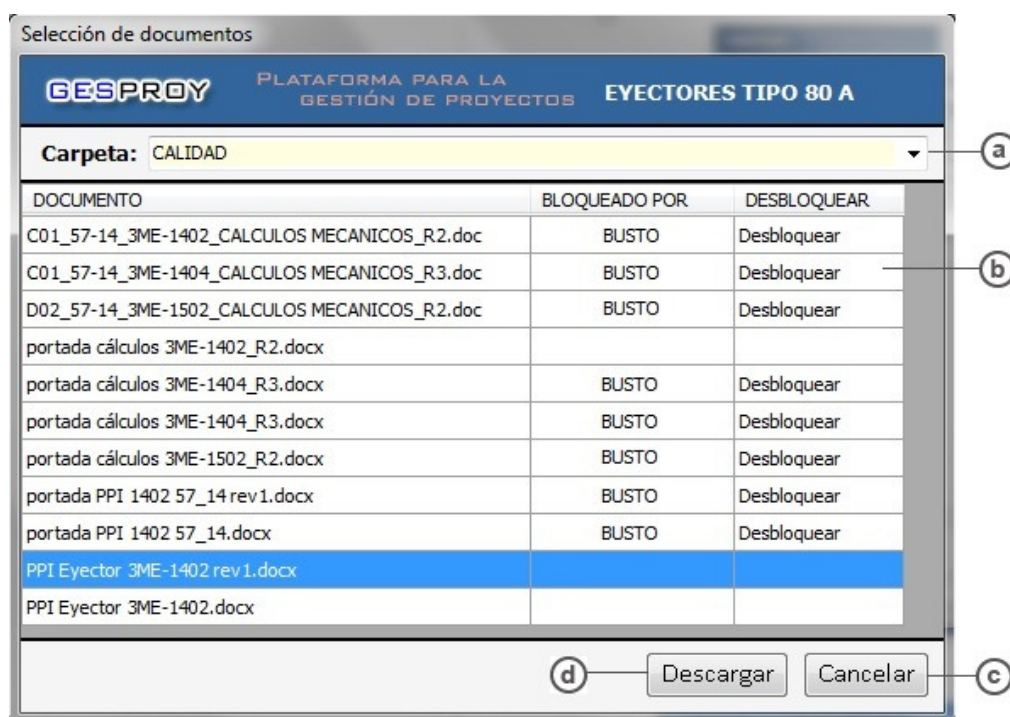 Selección de documentos
GESPROY
PLATAFORMA PARA LA
GESTIÓN DE PROYECTOS
EYECTORES TIPO 80 A
Carpeta: CALIDAD
a
DOCUMENTO BLOQUEADO POR DESBLOQUEAR
C01_57-14_3ME-1402_CALCULOS MECANICOS_R2.doc BUSTO Desbloquear
C01_57-14_3ME-1404_CALCULOS MECANICOS_R3.doc BUSTO Desbloquear
b
D02_57-14_3ME-1502_CALCULOS MECANICOS_R2.doc BUSTO Desbloquear
portada cálculos 3ME-1402_R2.docx
portada cálculos 3ME-1404_R3.docx BUSTO Desbloquear
portada cálculos 3ME-1404_R3.docx BUSTO Desbloquear
portada cálculos 3ME-1502_R2.docx BUSTO Desbloquear
portada PPI 1402 57_14 rev1.docx BUSTO Desbloquear
portada PPI 1402 57_14.docx BUSTO Desbloquear
PPI Eyector 3ME-1402 rev1.docx
PPI Eyector 3ME-1402.docx
d Descargar Cancelar c